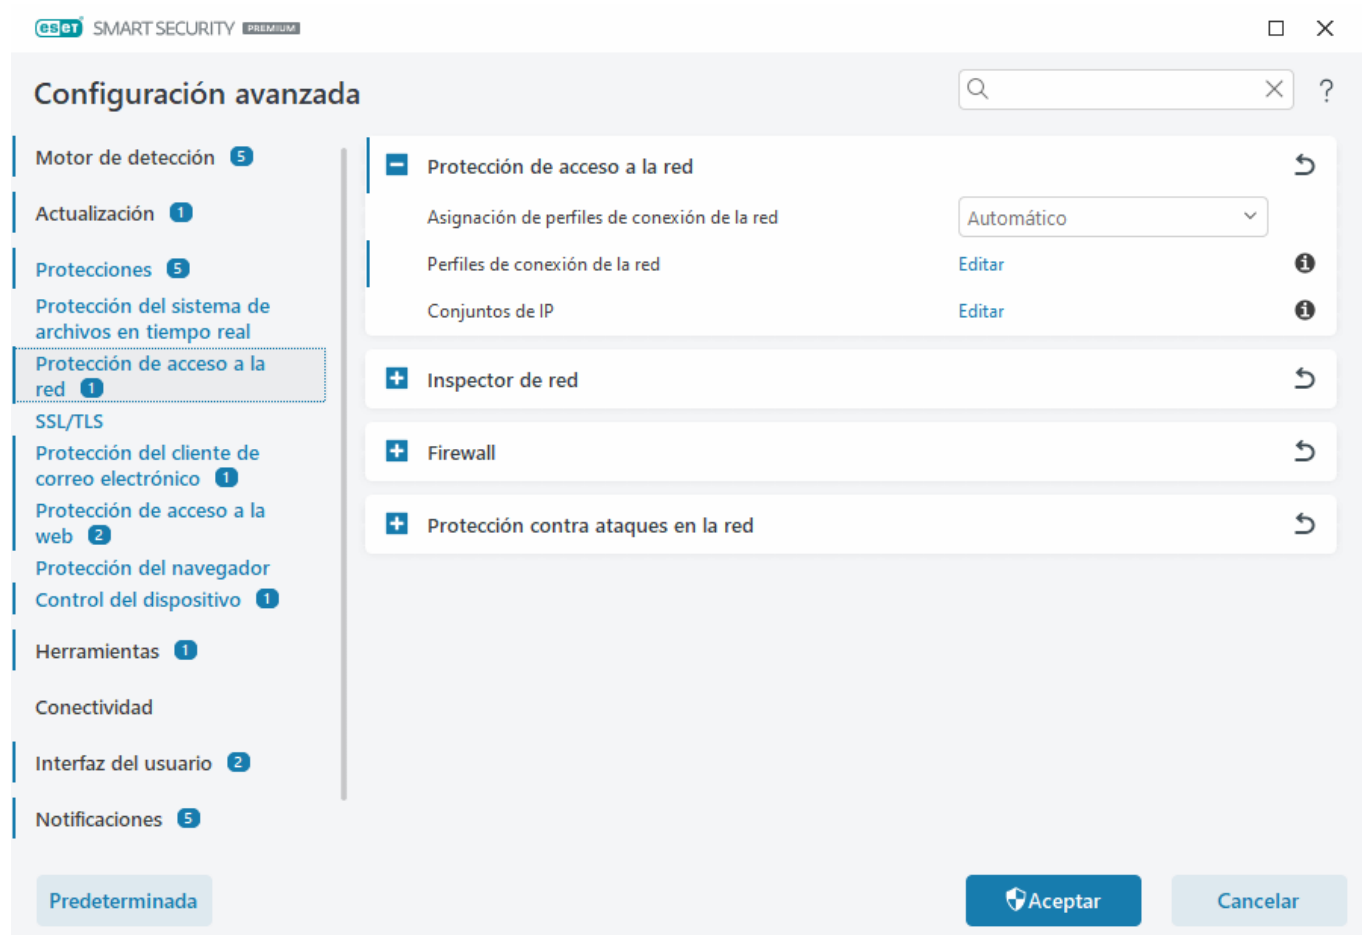 eset SMART SECURITY PREMIUM
Configuración avanzada
?
Motor de detección 5
Actualización 1
Protecciones 5
Protección del sistema de
archivos en tiempo real
Protección de acceso a la
red 1
SSL/TLS
Protección del cliente de
correo electrónico 1
Protección de acceso a la
web 2
Protección del navegador
Control del dispositivo 1
Herramientas 1
Conectividad
Interfaz del usuario 2
Notificaciones 5
Protección de acceso a la red
Asignación de perfiles de conexión de la red Automático
Perfiles de conexión de la red Editar
Conjuntos de IP Editar
Inspector de red
Firewall
Protección contra ataques en la red
Predeterminada
Aceptar
Cancelar